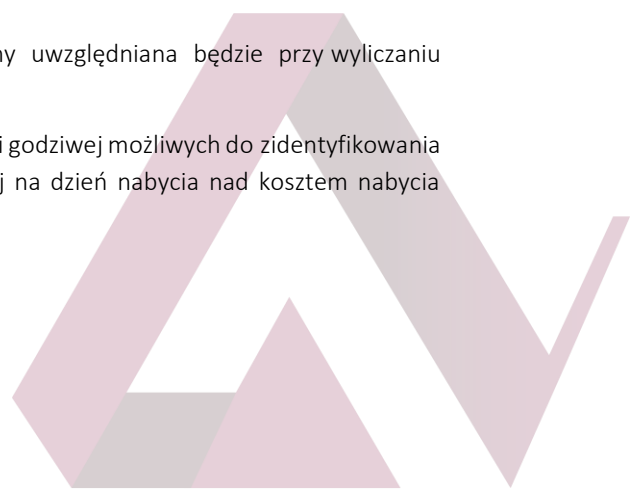 ny uwzględniana będzie przy wyliczaniu
i godziwej możliwych do zidentyfikowania
j na dzień nabycia nad kosztem nabycia